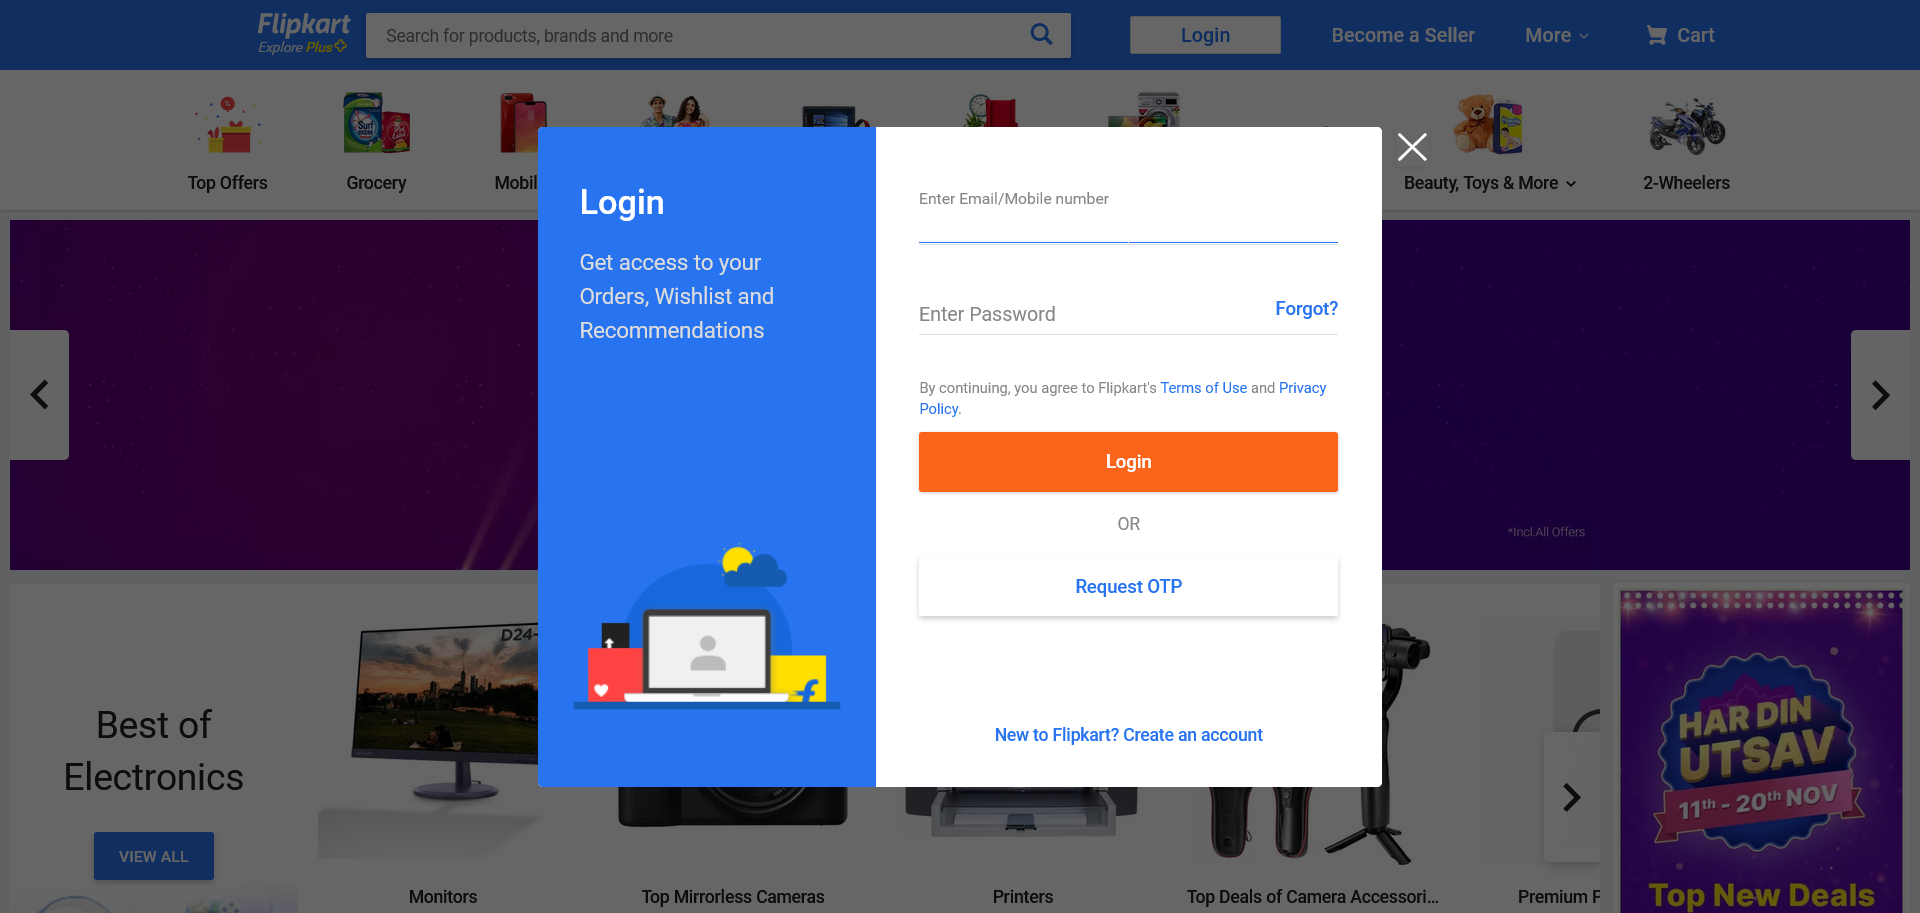 Flipkart
Explore Plus
Search for products, brands and more
Login
Become a Seller
More
Cart
Top Offers
Grocery
Mobil
Beauty, Toys & More
2-Wheelers
Login
Get access to your
Orders, Wishlist and
Recommendations
Enter Email/Mobile number
Enter Password
Forgot?
By continuing, you agree to Flipkart's Terms of Use and Privacy
Policy.
Login
OR
Request OTP
New to Flipkart? Create an account
*Incl.All Offers
Best of
Electronics
VIEW ALL
D24-
Monitors
Top Mirrorless Cameras
Printers
Top Deals of Camera Accessori...
Premium P
HAR DIN
UTSAV
11th - 20th NOV
Top New Deals